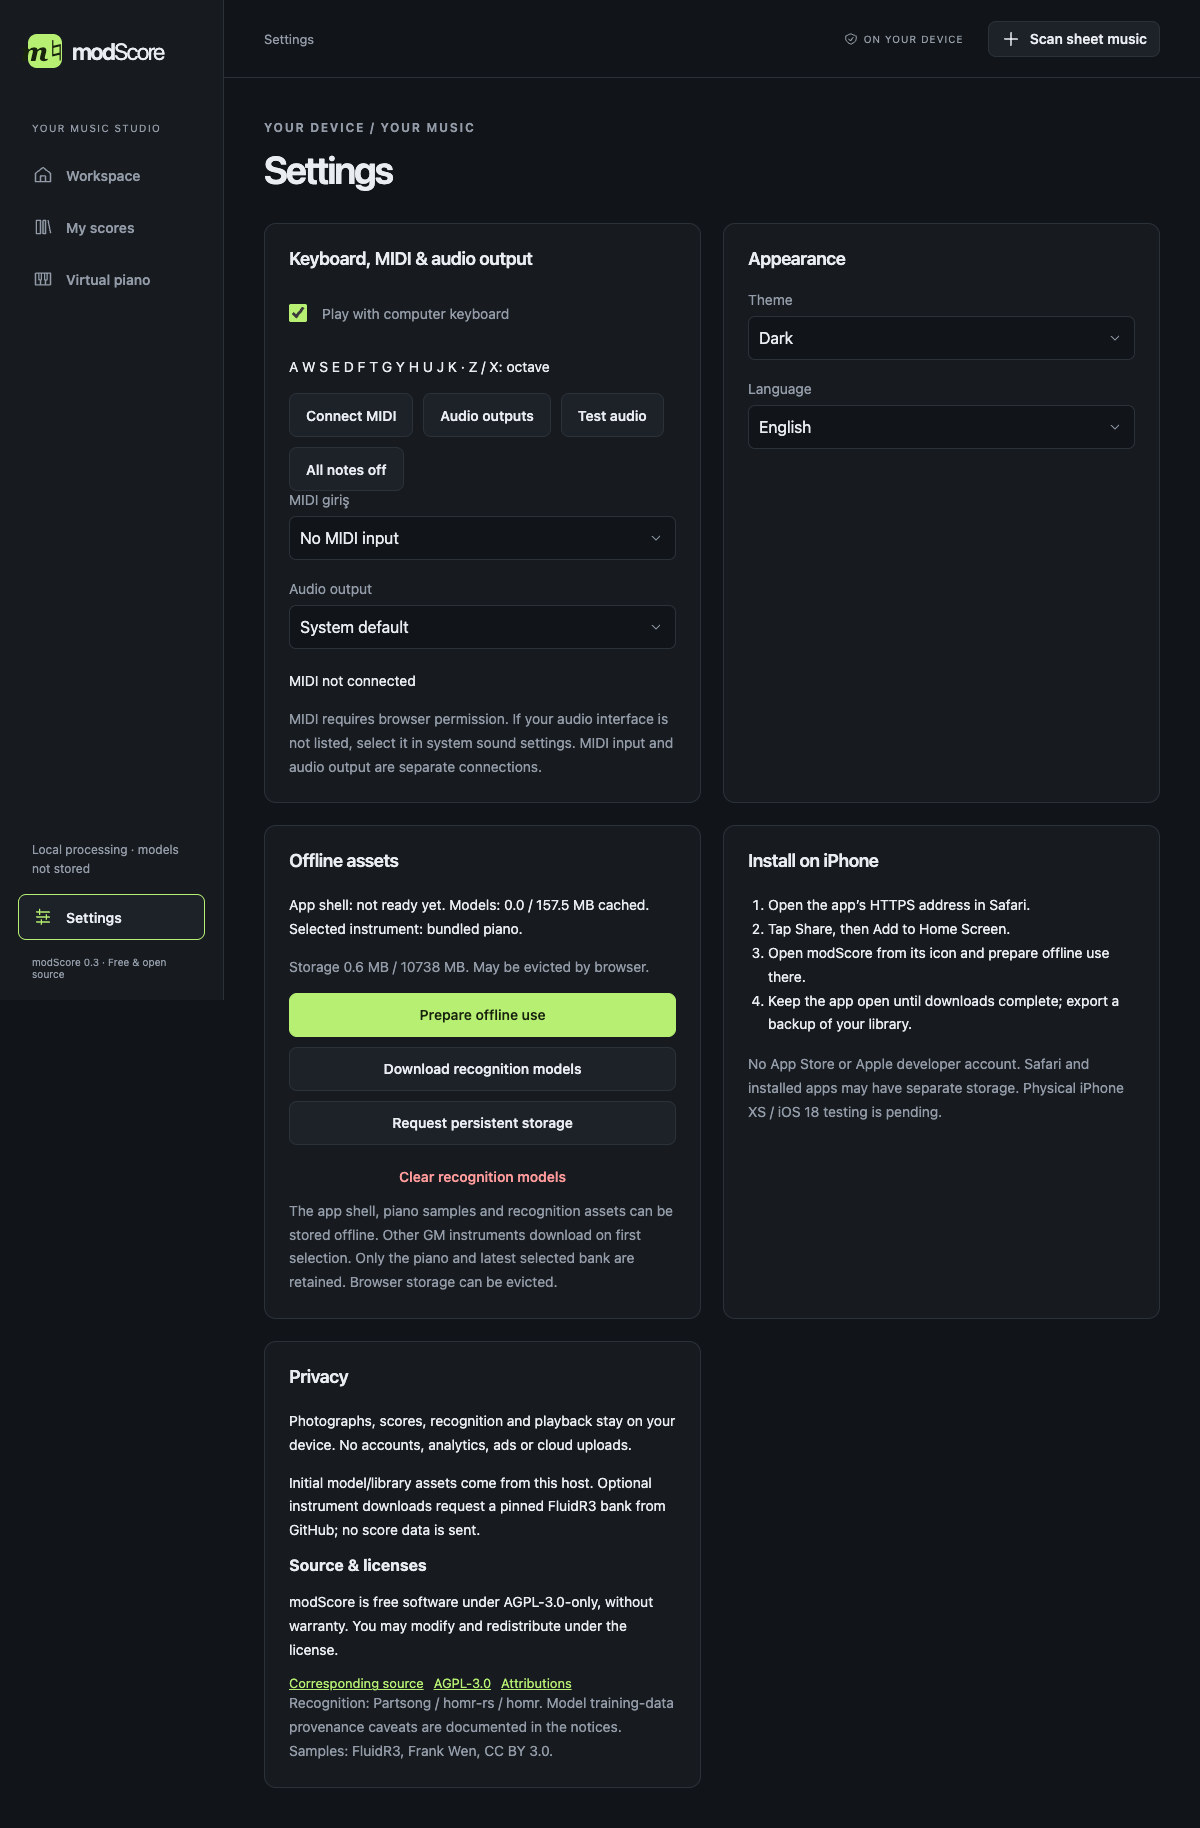 modScore
YOUR MUSIC STUDIO
Workspace
My scores
Virtual piano
Local processing · models
not stored
Settings
modScore 0.3 · Free & open
source
Settings
ON YOUR DEVICE
Scan sheet music
YOUR DEVICE / YOUR MUSIC
Settings
Keyboard, MIDI & audio output
Play with computer keyboard
A W S E D F T G Y H U J K · Z / X: octave
Connect MIDI
Audio outputs
Test audio
All notes off
MIDI giriş
No MIDI input
Audio output
System default
MIDI not connected
MIDI requires browser permission. If your audio interface is
not listed, select it in system sound settings. MIDI input and
audio output are separate connections.
Appearance
Theme
Dark
Language
English
Offline assets
App shell: not ready yet. Models: 0.0 / 157.5 MB cached.
Selected instrument: bundled piano.
Storage 0.6 MB / 10738 MB. May be evicted by browser.
Prepare offline use
Download recognition models
Request persistent storage
Clear recognition models
The app shell, piano samples and recognition assets can be
stored offline. Other GM instruments download on first
selection. Only the piano and latest selected bank are
retained. Browser storage can be evicted.
Install on iPhone
1. Open the app’s HTTPS address in Safari.
2. Tap Share, then Add to Home Screen.
3. Open modScore from its icon and prepare offline use
there.
4. Keep the app open until downloads complete; export a
backup of your library.
No App Store or Apple developer account. Safari and
installed apps may have separate storage. Physical iPhone
XS / iOS 18 testing is pending.
Privacy
Photographs, scores, recognition and playback stay on your
device. No accounts, analytics, ads or cloud uploads.
Initial model/library assets come from this host. Optional
instrument downloads request a pinned FluidR3 bank from
GitHub; no score data is sent.
Source & licenses
modScore is free software under AGPL-3.0-only, without
warranty. You may modify and redistribute under the
license.
Corresponding source AGPL-3.0 Attributions
Recognition: Partsong / homr-rs / homr. Model training-data
provenance caveats are documented in the notices.
Samples: FluidR3, Frank Wen, CC BY 3.0.